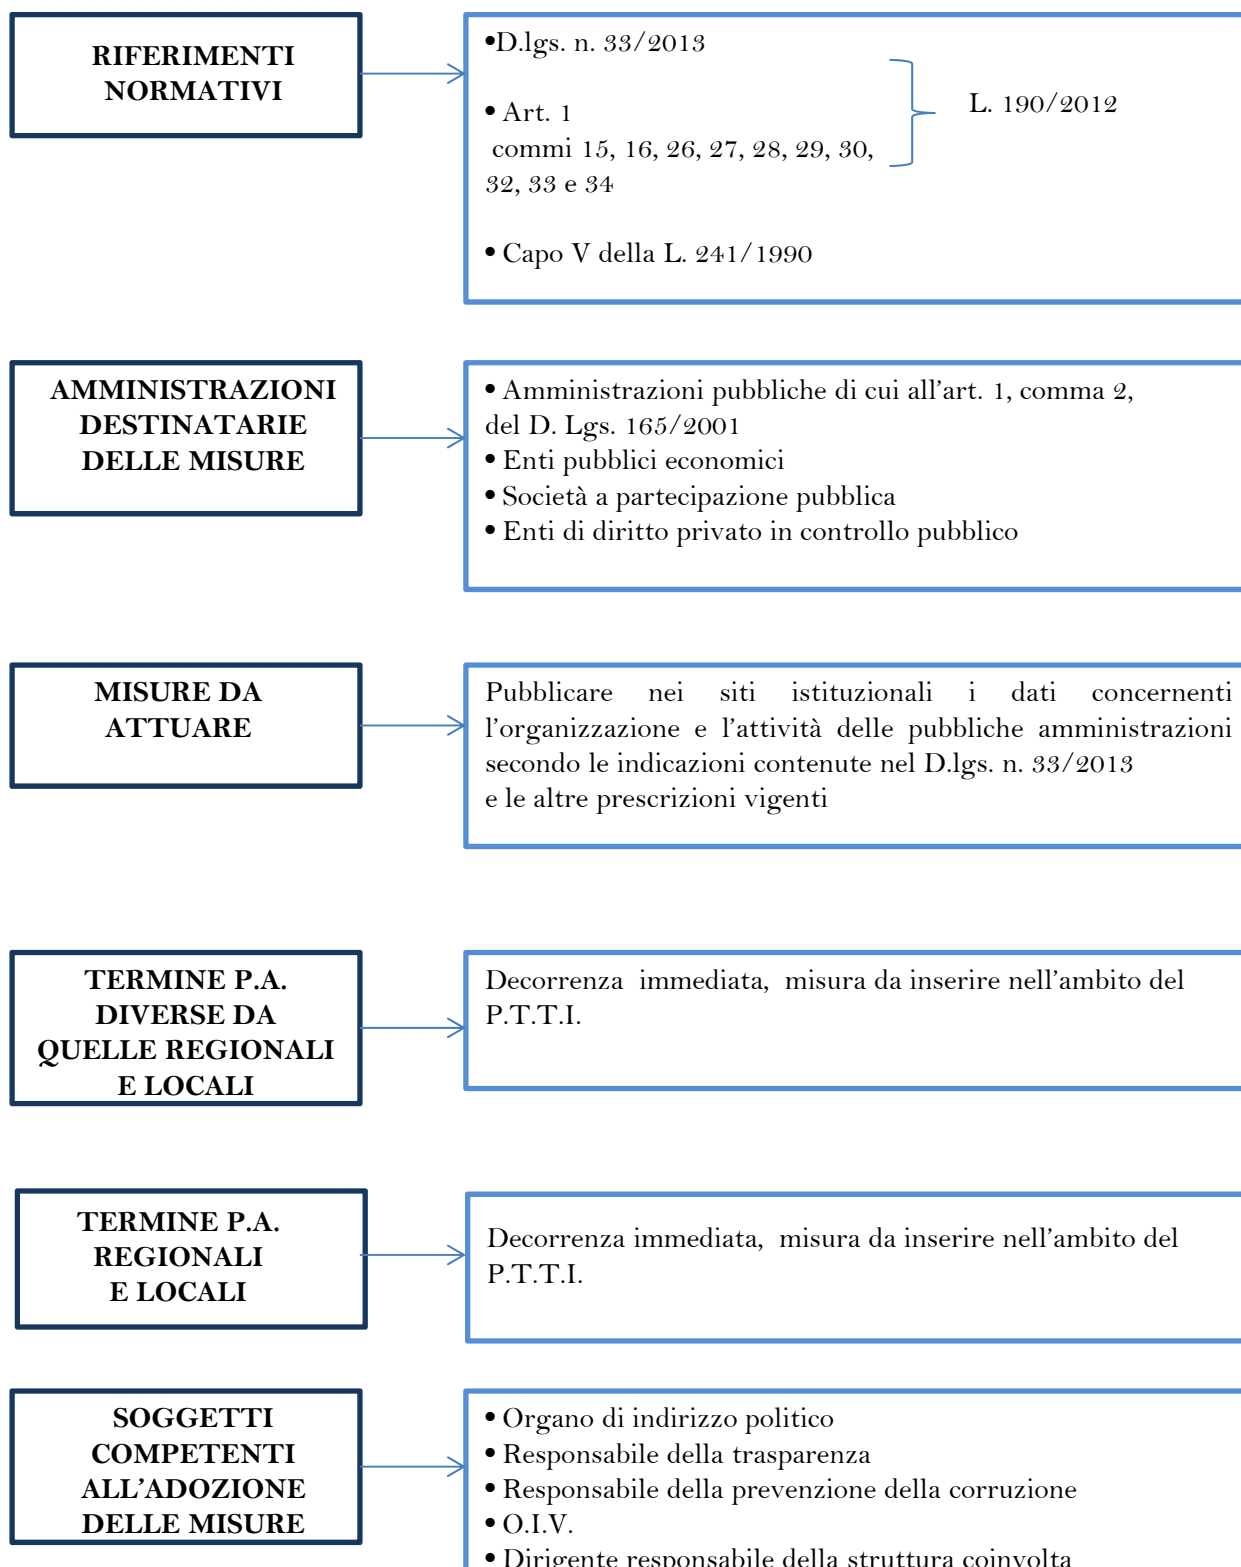 RIFERIMENTI
NORMATIVI
•D.lgs. n. 33/2013
• Art. 1
commi 15, 16, 26, 27, 28, 29, 30,
32, 33 e 34
L. 190/2012
• Capo V della L. 241/1990
AMMINISTRAZIONI
DESTINATARIE
DELLE MISURE
• Amministrazioni pubbliche di cui all’art. 1, comma 2,
del D. Lgs. 165/2001
• Enti pubblici economici
• Società a partecipazione pubblica
• Enti di diritto privato in controllo pubblico
MISURE DA
ATTUARE
Pubblicare nei siti istituzionali i dati concernenti
l'organizzazione e l'attività delle pubbliche amministrazioni
secondo le indicazioni contenute nel D.lgs. n. 33/2013
e le altre prescrizioni vigenti
TERMINE P.A.
DIVERSE DA
QUELLE REGIONALI
E LOCALI
Decorrenza immediata, misura da inserire nell’ambito del
P.T.T.I.
TERMINE P.A.
REGIONALI
E LOCALI
Decorrenza immediata, misura da inserire nell’ambito del
P.T.T.I.
SOGGETTI
COMPETENTI
ALL’ADOZIONE
DELLE MISURE
• Organo di indirizzo politico
• Responsabile della trasparenza
• Responsabile della prevenzione della corruzione
• O.I.V.
• Dirigente responsabile della struttura coinvolta